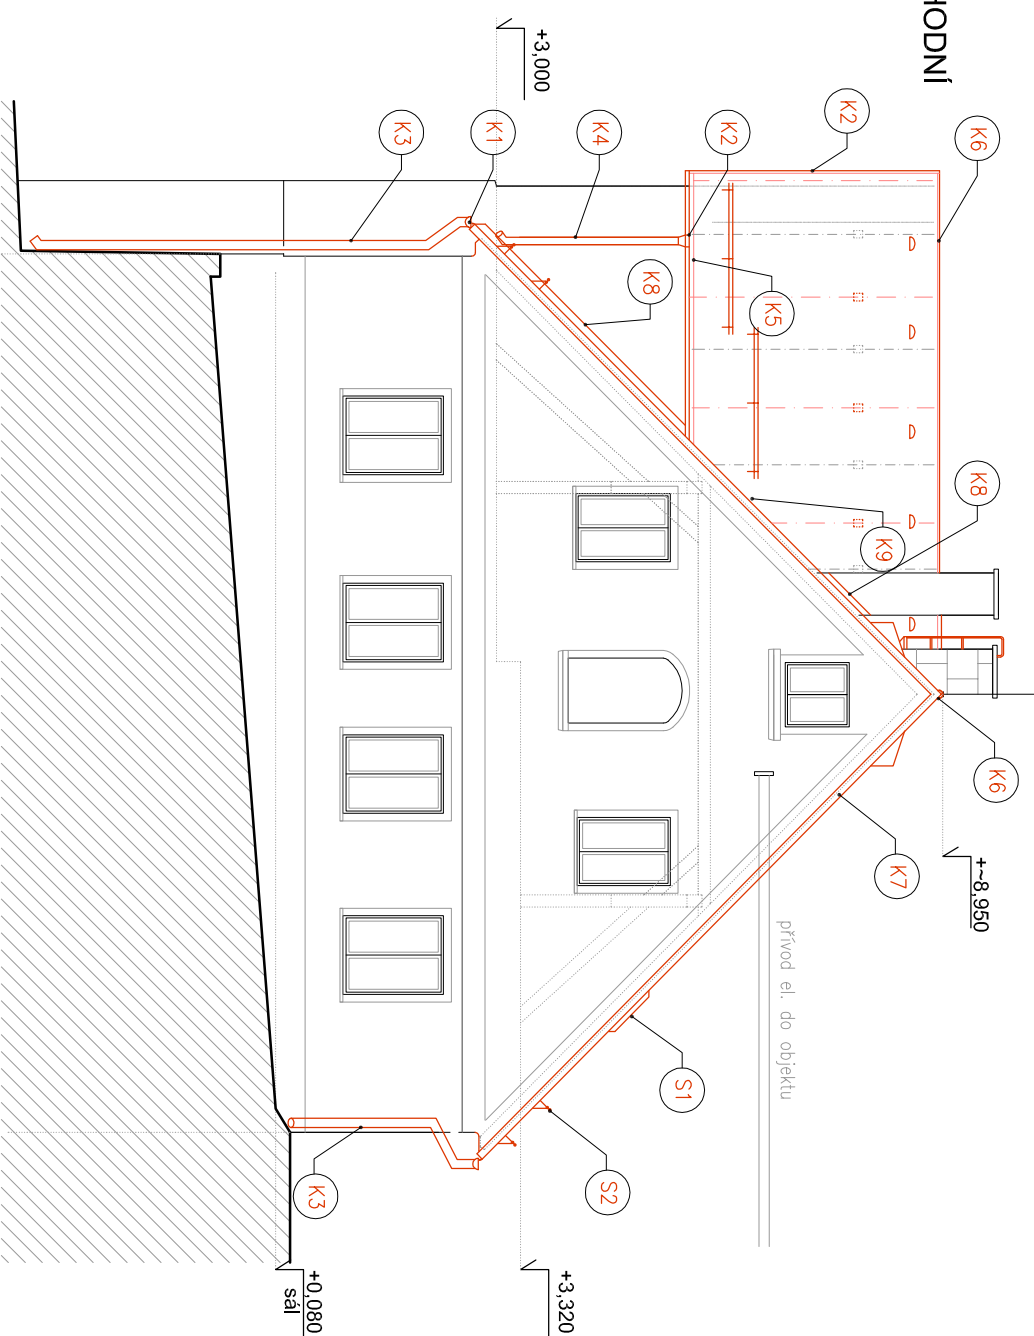 HODNÍ
+3,000
K3
K1
K4
K2
K2
K6
K8
K5
K8
K9
K6
K7
+~8,950
přívod el. do objektu
S1
S2
K3
+3,320
+0,080
sál